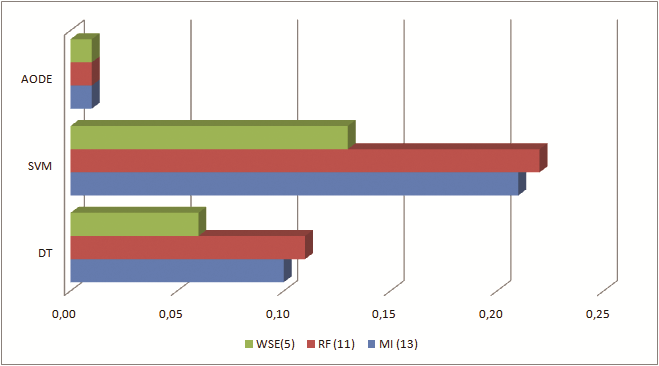 AODE
SVM
DT
0,00 0,05 0,10 0,15 0,20 0,25
WSE(5) RF (11) MI (13)